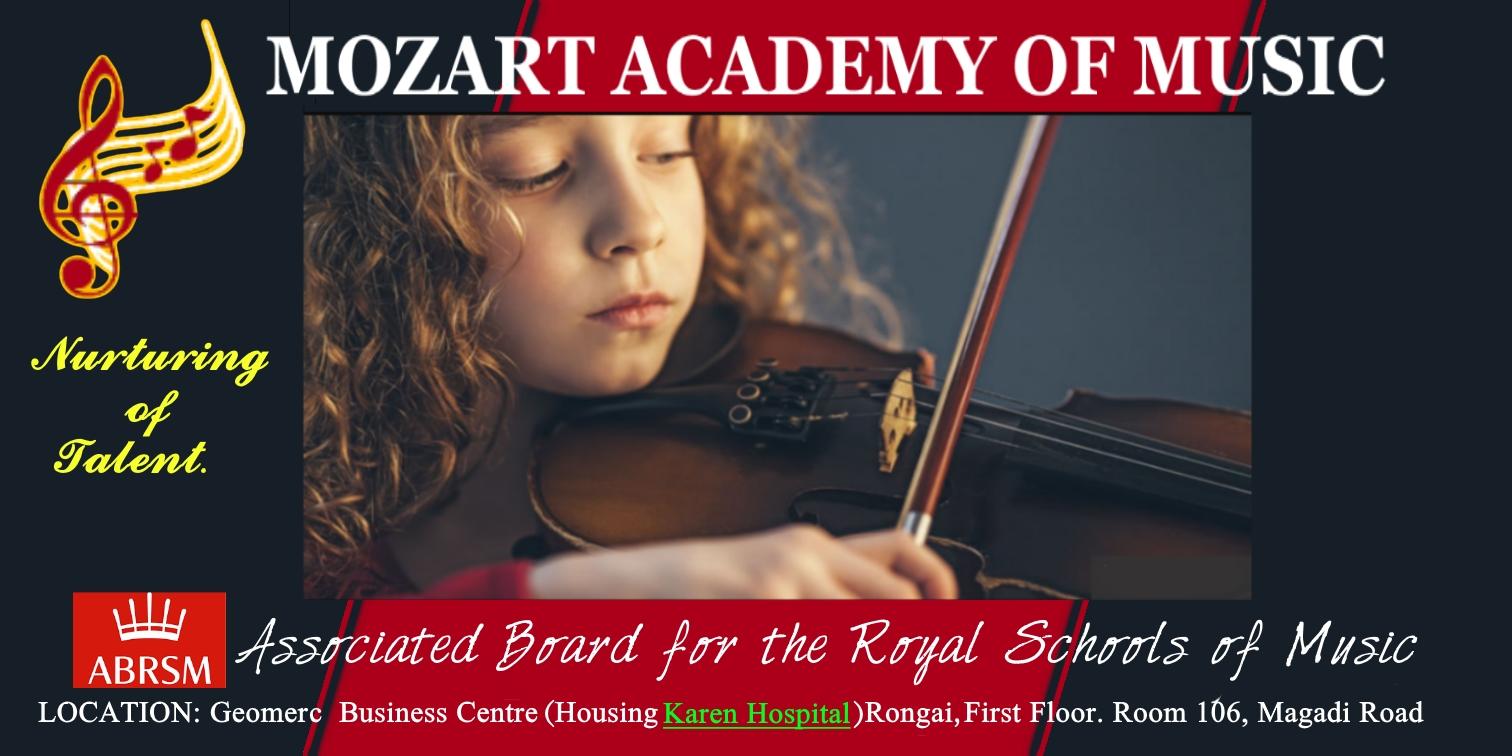 MOZART ACADEMY OF MUSIC
Nurturing
of
Talent.
ABRSM
Associated Board for the Royal Schools of Music
LOCATION: Geomerc Business Centre (Housing Karen Hospital)Rongai,First Floor. Room 106, Magadi Road